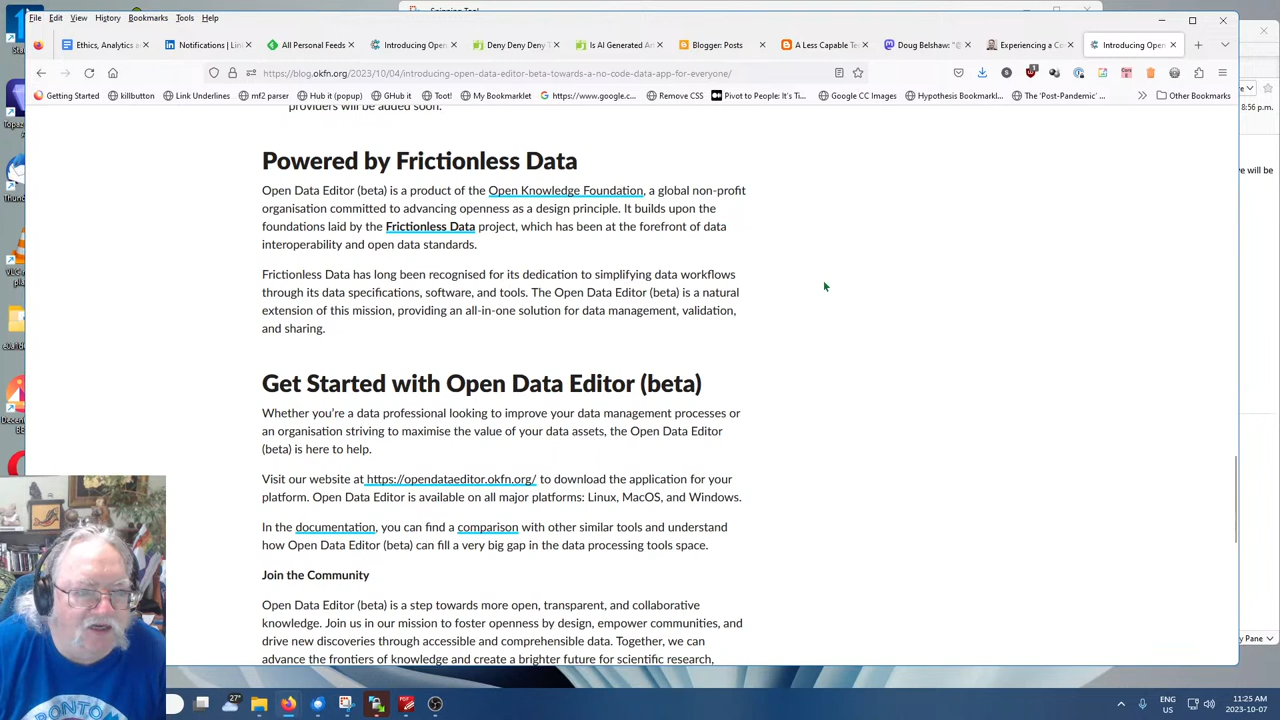 File Edit View History Bookmarks Tools Help
Ethics, Analytics a
Notifications | Lin
All Personal Feeds
Introducing Open
Deny Deny Deny
Is AI Generated Ar
Blogger: Posts
A Less Capable Te
Doug Belshaw: "@
Experiencing a Co
Introducing Open
https://blog.okfn.org/2023/10/05/introducing-open-data-editor-beta-towards-a-no-code-data-app-for-everyone/
Getting Started killbutton Link Underlines mf2 parser Hub it (popup) GHub it Toot! My Bookmarklet https://www.google.c... Remove CSS Pivot to People: It's Ti... Google CC Images Hypothesis Bookmarkl... The 'Post-Pandemic' ... Other Bookmarks
providers will be added soon.
Powered by Frictionless Data
Open Data Editor (beta) is a product of the Open Knowledge Foundation, a global non-profit
organisation committed to advancing openness as a design principle. It builds upon the
foundations laid by the Frictionless Data project, which has been at the forefront of data
interoperability and open data standards.
Frictionless Data has long been recognised for its dedication to simplifying data workflows
through its data specifications, software, and tools. The Open Data Editor (beta) is a natural
extension of this mission, providing an all-in-one solution for data management, validation,
and sharing.
Get Started with Open Data Editor (beta)
Whether you're a data professional looking to improve your data management processes or
an organisation striving to maximise the value of your data assets, the Open Data Editor
(beta) is here to help.
Visit our website at https://opendataeditor.okfn.org/ to download the application for your
platform. Open Data Editor is available on all major platforms: Linux, MacOS, and Windows.
In the documentation, you can find a comparison with other similar tools and understand
how Open Data Editor (beta) can fill a very big gap in the data processing tools space.
Join the Community
Open Data Editor (beta) is a step towards more open, transparent, and collaborative
knowledge. Join us in our mission to foster openness by design, empower communities, and
drive new discoveries through accessible and comprehensible data. Together, we can
advance the frontiers of knowledge and create a brighter future for scientific research,
8:56 p.m.
e will be
Pane
27°
ENG
US
11:25 AM
2023-10-07